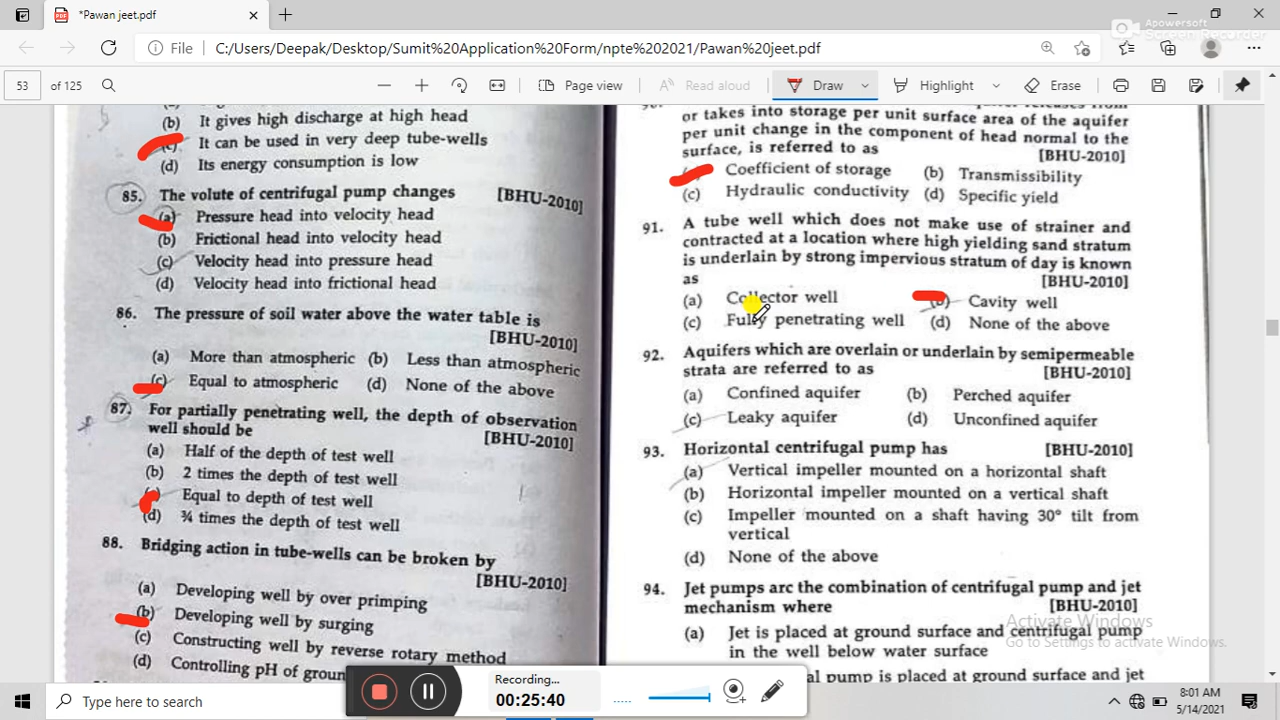 *Pawan jeet.pdf
Apowersoft
Screen Recorder
File C:/Users/Deepak/Desktop/Sumit%20Application%20Form/npte%202021/Pawan%20jeet.pdf
53 of 125 Page view Read aloud Draw Highlight Erase
(b) It gives high discharge at high head
It can be used in very deep tube-wells
(d) Its energy consumption is low
85. The volute of centrifugal pump changes [BHU-2010]
(a) Pressure head into velocity head
(b) Frictional head into velocity head
(c) Velocity head into pressure head
(d) Velocity head into frictional head
86. The pressure of soil water above the water table is
[BHU-2010]
(a) More than atmospheric (b) Less than atmospheric
(c) Equal to atmospheric (d) None of the above
87. For partially penetrating well, the depth of observation
well should be [BHU-2010]
(a) Half of the depth of test well
(b) 2 times the depth of test well
Equal to depth of test well
(d) ¾ times the depth of test well
88. Bridging action in tube-wells can be broken by
[BHU-2010]
(a) Developing well by over primping
(b) Developing well by surging
(c) Constructing well by reverse rotary method
(d) Controlling pH of groun
or takes into storage per unit surface area of the aquifer
per unit change in the component of head normal to the
surface, is referred to as [BHU-2010]
Coefficient of storage (b) Transmissibility
(c) Hydraulic conductivity (d) Specific yield
91. A tube well which does not make use of strainer and
contracted at a location where high yielding sand stratum
is underlain by strong impervious stratum of day is known
as [BHU-2010]
(a) Collector well Cavity well
(c) Fully penetrating well (d) None of the above
92. Aquifers which are overlain or underlain by semipermeable
strata are referred to as [BHU-2010]
(a) Confined aquifer (b) Perched aquifer
(c) Leaky aquifer (d) Unconfined aquifer
93. Horizontal centrifugal pump has [BHU-2010]
(a) Vertical impeller mounted on a horizontal shaft
(b) Horizontal impeller mounted on a vertical shaft
(c) Impeller mounted on a shaft having 30° tilt from
vertical
(d) None of the above
94. Jet pumps arc the combination of centrifugal pump and jet
mechanism where [BHU-2010]
(a) Jet is placed at ground surface and centrifugal pump
in the well below water surface
al pump is placed at ground surface and jet
Activate Windows
Go to Settings to activate Windows.
Recording...
00:25:40
Type here to search
8:01 AM
5/14/2021